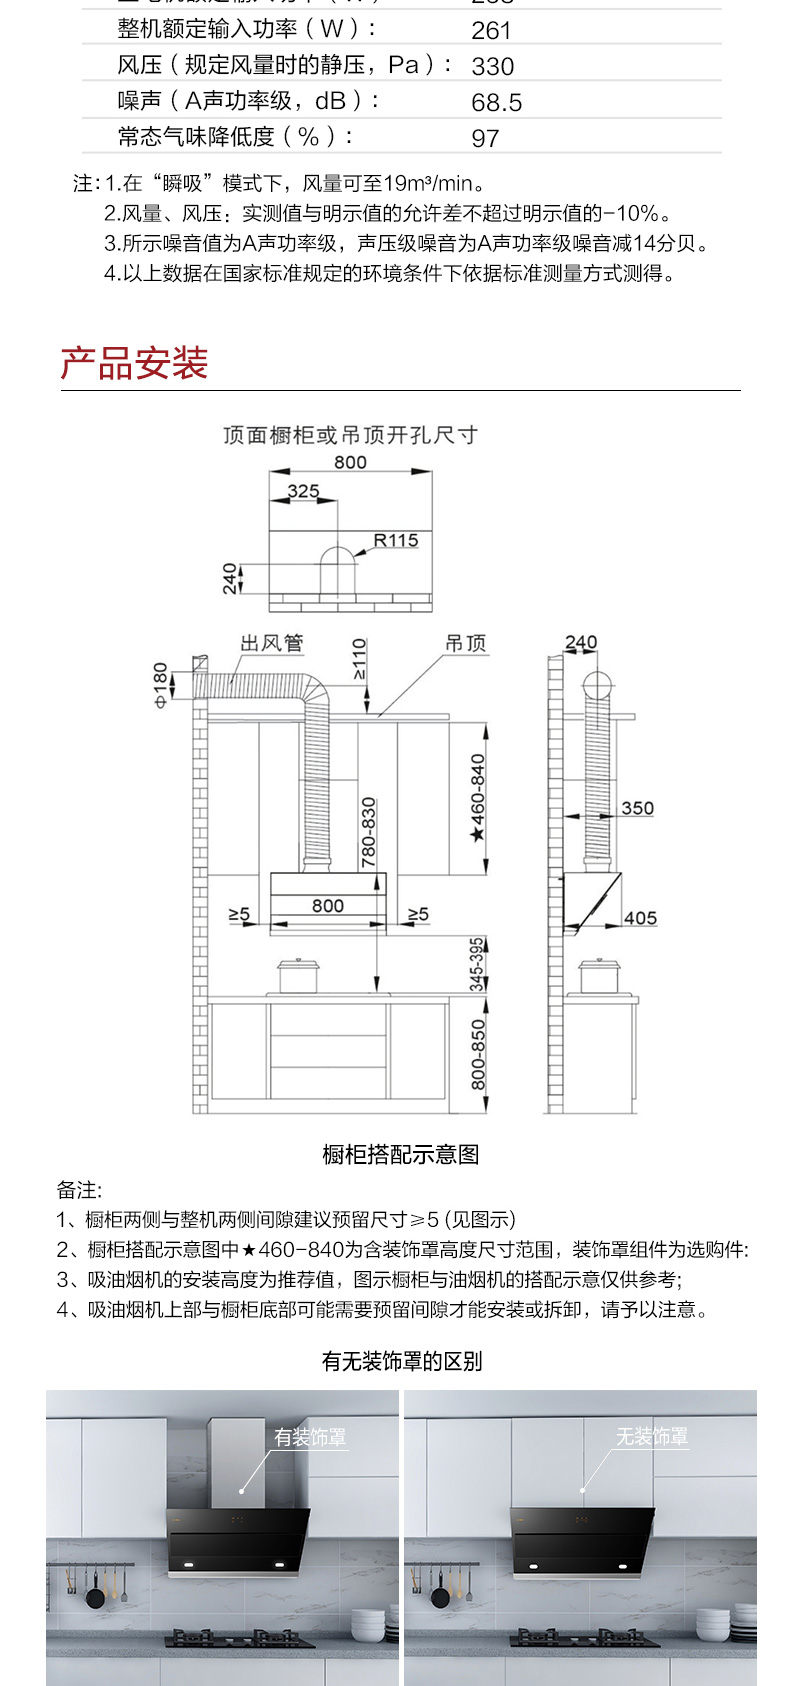 整机额定输入功率（W）：
261
风压（规定风量时的静压，Pa）：
330
噪声（A声功率级，dB）：
68.5
常态气味降低度（%）：
97
注：1.在“瞬吸”模式下，风量可至19m³/min。
2.风量、风压：实测值与明示值的允许差不超过明示值的-10%。
3.所示噪音值为A声功率级，声压级噪音为A声功率级噪音减14分贝。
4.以上数据在国家标准规定的环境条件下依据标准测量方式测得。
产品安装
顶面橱柜或吊顶开孔尺寸
800
325
R115
240
出风管
≥110
吊顶
240
Φ180
★460-840
780-830
350
≥5
800
≥5
405
345-395
800-850
橱柜搭配示意图
备注:
1、橱柜两侧与整机两侧间隙建议预留尺寸≥5 (见图示)
2、橱柜搭配示意图中★460-840为含装饰罩高度尺寸范围，装饰罩组件为选购件:
3、吸油烟机的安装高度为推荐值，图示橱柜与油烟机的搭配示意仅供参考;
4、吸油烟机上部与橱柜底部可能需要预留间隙才能安装或拆卸，请予以注意。
有无装饰罩的区别
有装饰罩
无装饰罩